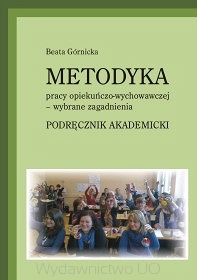 Beata Górnicka
METODYKA
pracy opiekuńczo-wychowawczej
– wybrane zagadnienia
PODRĘCZNIK AKADEMICKI
Wydawnictwo UO